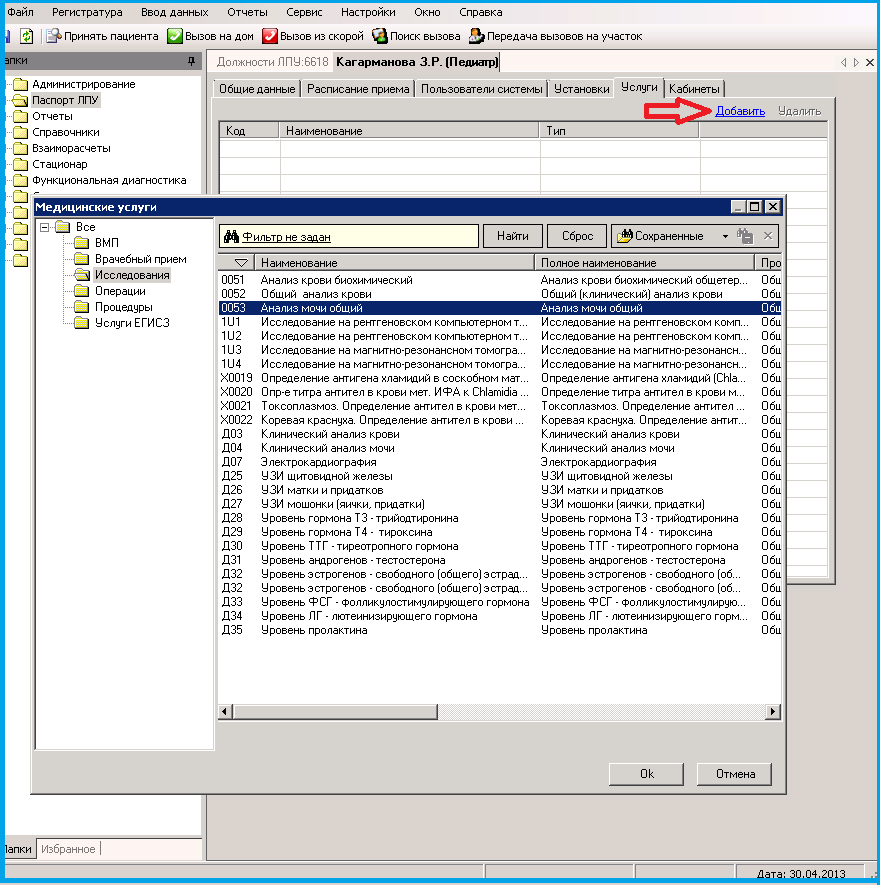 Файл Регистратура Ввод данных Отчеты Сервис Настройки Окно Справка
Принять пациента Вызов на дом Вызов из скорой Поиск вызова Передача вызовов на участок
апки
Должности ЛПУ:6618 Кагарманова З.Р. (Педиатр)
Администрирование
Паспорт ЛПУ
Отчеты
Справочники
Взаиморасчеты
Стационар
Функциональная диагностика
Общие данные Расписание приема Пользователи системы Установки Услуги Кабинеты
Добавить Удалить
Код Наименование Тип
Медицинские услуги
Все
ВМП
Врачебный прием
Исследования
Операции
Процедуры
Услуги ЕГИСЗ
Фильтр не задан Найти Сброс Сохраненные
Наименование Полное наименование Про
0051 Анализ крови биохимический Анализ крови биохимический общетер... Общ
0052 Общий анализ крови Общий (клинический) анализ крови Общ
0053 Анализ мочи общий Анализ мочи общий Общ
1U1 Исследование на рентгеновском компьютерном т... Исследование на рентгеновском комп... Общ
1U2 Исследование на рентгеновском компьютерном т... Исследование на рентгеновском комп... Общ
1U3 Исследование на магнитно-резонансном томогра... Исследование на магнитно-резонансн... Общ
1U4 Исследование на магнитно-резонансном томогра... Исследование на магнитно-резонансн... Общ
X0019 Определение антигена хламидий в соскобном мат... Определение антигена хламидий (Chla... Общ
X0020 Опр-е титра антител в крови мет. ИФА к Chlamidia ... Определение титра антител в крови м... Общ
X0021 Токсоплазмоз. Определение антител в крови мет... Токсоплазмоз. Определение антител ... Общ
X0022 Коревая краснуха. Определение антител в крови ... Коревая краснуха. Определение антит... Общ
Д03 Клинический анализ крови Клинический анализ крови Общ
Д04 Клинический анализ мочи Клинический анализ мочи Общ
Д07 Электрокардиография Электрокардиография Общ
Д25 УЗИ щитовидной железы УЗИ щитовидной железы Общ
Д26 УЗИ матки и придатков УЗИ матки и придатков Общ
Д27 УЗИ мошонки (яички, придатки) УЗИ мошонки (яички, придатки) Общ
Д28 Уровень гормона Т3 - трийодтиронина Уровень гормона Т3 - трийодтиронина Общ
Д29 Уровень гормона Т4 - тироксина Уровень гормона Т4 - тироксина Общ
Д30 Уровень ТТГ - тиреотропного гормона Уровень ТТГ - тиреотропного гормона Общ
Д31 Уровень андрогенов - тестостерона Уровень андрогенов - тестостерона Общ
Д32 Уровень эстрогенов - свободного (общего) эстрад... Уровень эстрогенов - свободного (об... Общ
Д32 Уровень эстрогенов - свободного (общего) эстрад... Уровень эстрогенов - свободного (об... Общ
Д33 Уровень ФСГ - фолликулостимулирующего гормона Уровень ФСГ - фолликулостимулирую... Общ
Д34 Уровень ЛГ - лютеинизирующего гормона Уровень ЛГ - лютеинизирующего горм... Общ
Д35 Уровень пролактина Уровень пролактина Общ
Ok Отмена
Папки Избранное
Дата: 30.04.2013